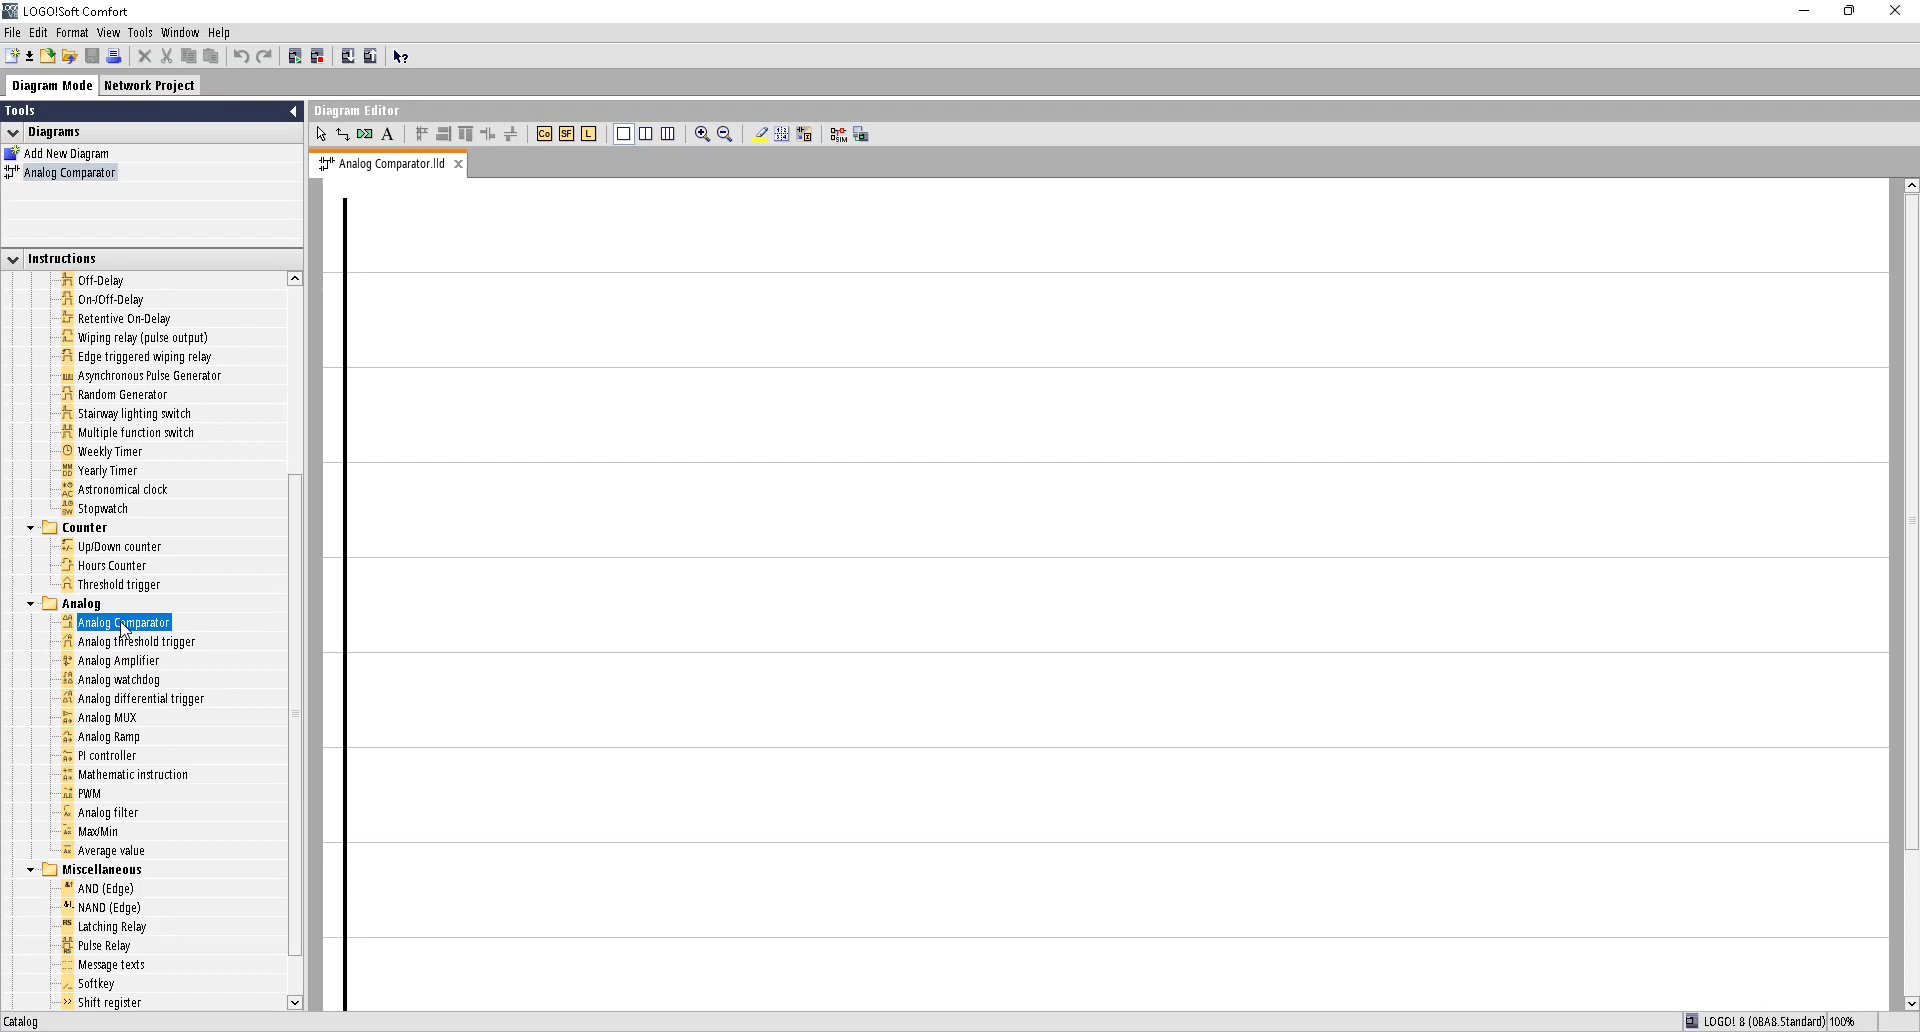 LOGO!Soft Comfort
File Edit Format View Tools Window Help
Diagram Mode Network Project
Tools
Diagram Editor
Diagrams
Co SF L
Add New Diagram
Analog Comparator
Analog Comparator.lld
Instructions
Off-Delay
On-/Off-Delay
Retentive On-Delay
Wiping relay (pulse output)
Edge triggered wiping relay
Asynchronous Pulse Generator
Random Generator
Stairway lighting switch
Multiple function switch
Weekly Timer
Yearly Timer
Astronomical clock
Stopwatch
Counter
Up/Down counter
Hours Counter
Threshold trigger
Analog
Analog Comparator
Analog threshold trigger
Analog Amplifier
Analog watchdog
Analog differential trigger
Analog MUX
Analog Ramp
PI controller
Mathematic instruction
PWM
Analog filter
Max/Min
Average value
Miscellaneous
AND (Edge)
NAND (Edge)
Latching Relay
Pulse Relay
Message texts
Softkey
Shift register
Catalog
LOGO! 8 (0BA8.Standard) 100%